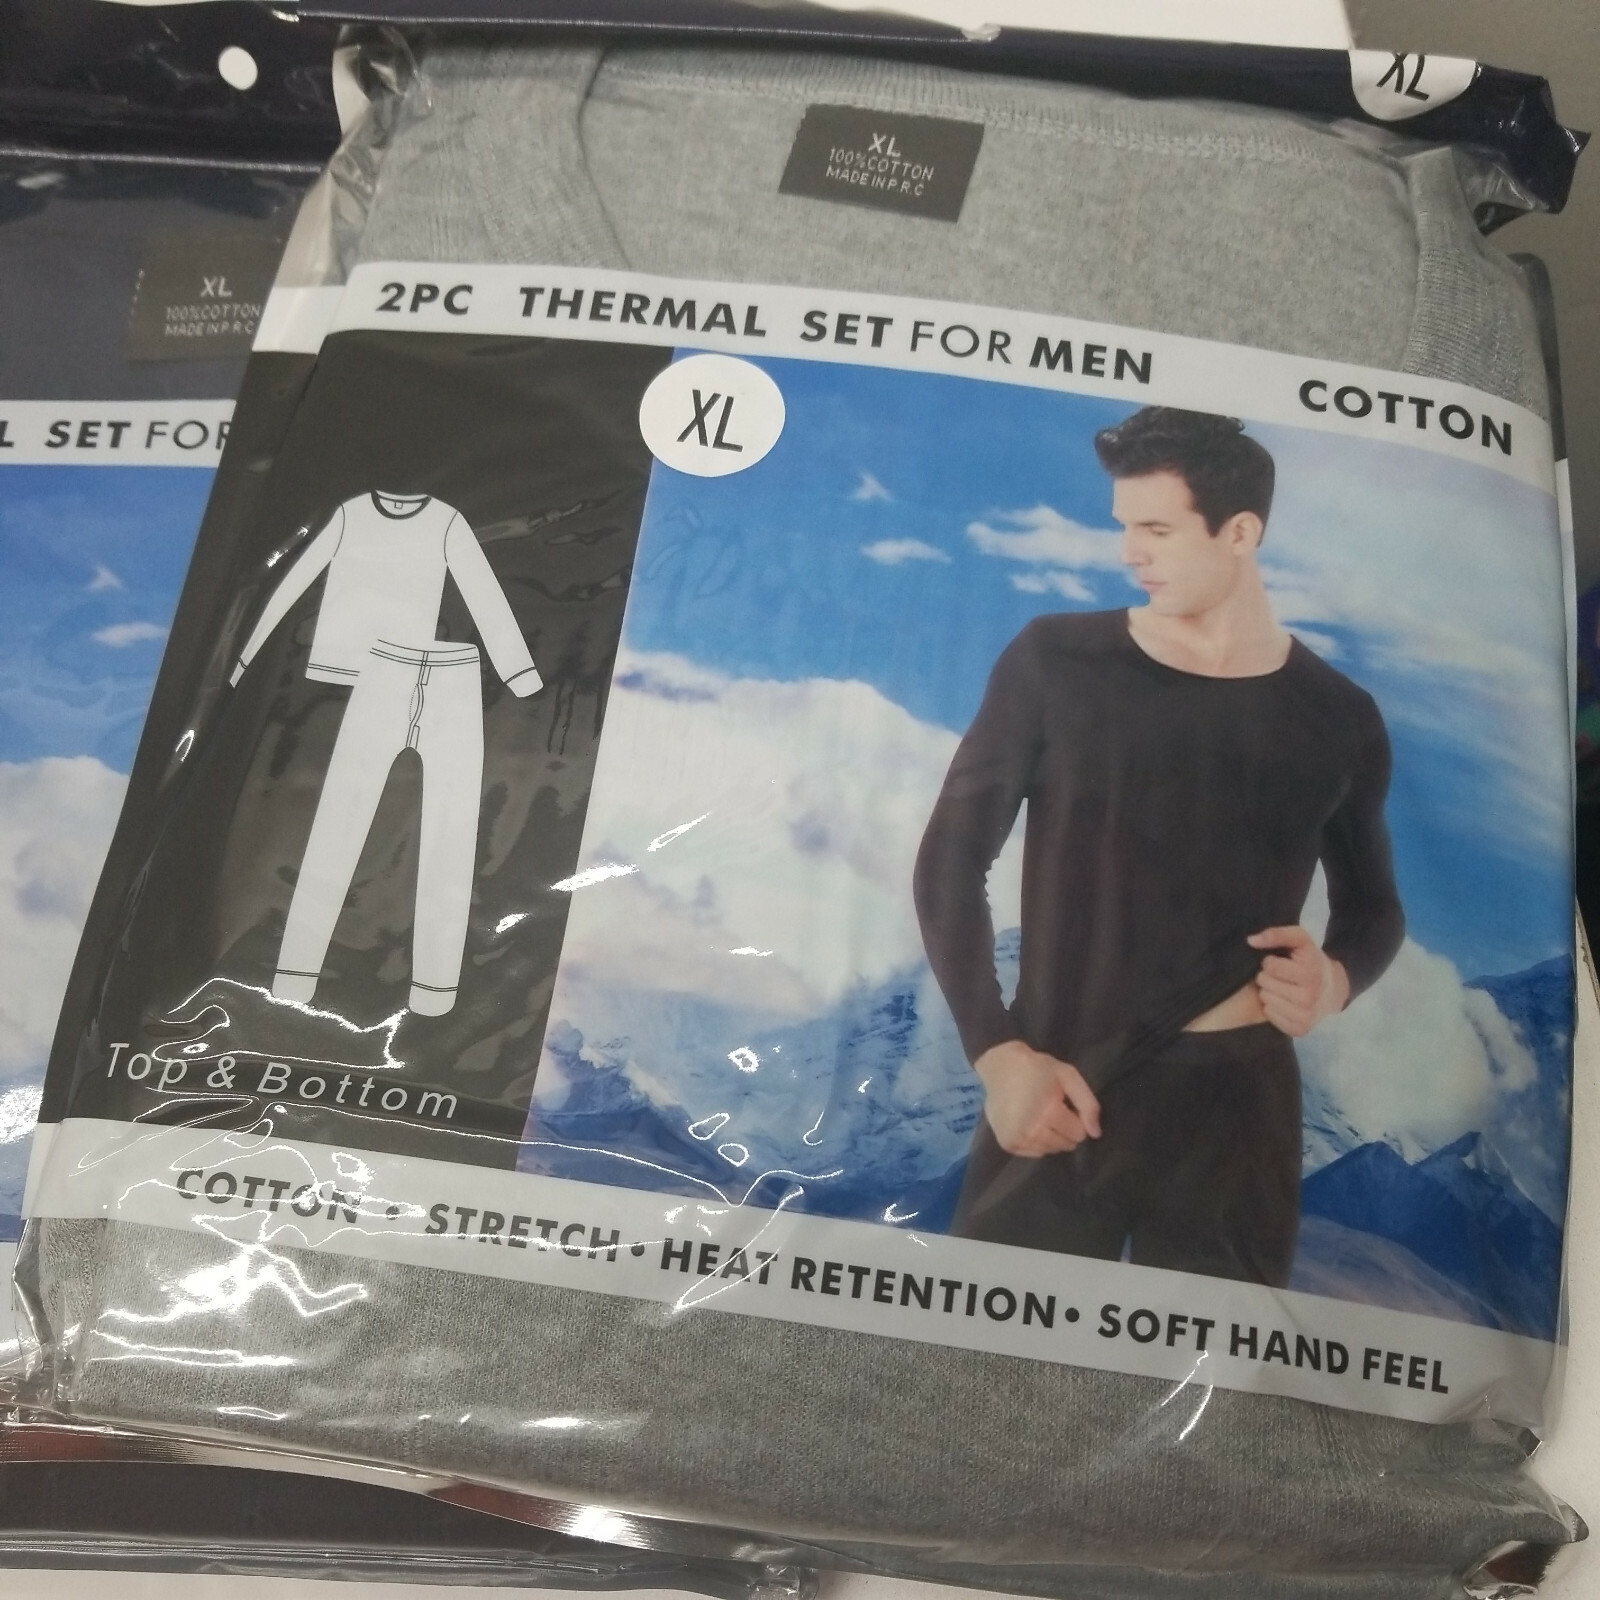 XL
XL
100%COTTON
MADE IN P.R.C
XL
100%COTTON
MADE IN P.R.C
2PC THERMAL SET FOR MEN COTTON
L SET FOR
XL
Top & Bottom
COTTON • STRETCH • HEAT RETENTION • SOFT HAND FEEL